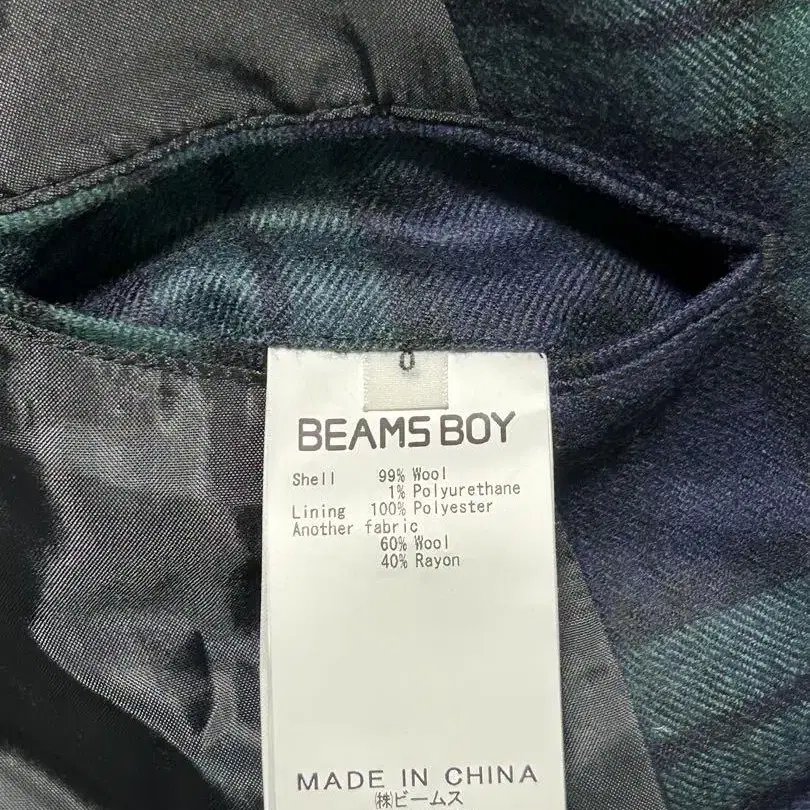 0
BEAMS BOY
Shell 99% Wool
1% Polyurethane
Lining 100% Polyester
Another fabric
60% Wool
40% Rayon
MADE IN CHINA
㈱ビームス